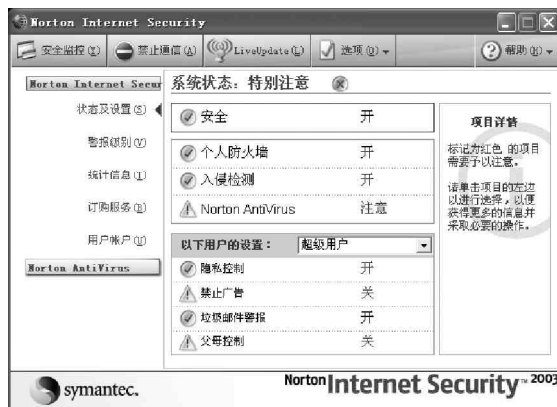 Norton Internet Security
安全监控(Y) 禁止通信(A) LiveUpdate(L) 选项(O) 帮助(H)
Norton Internet Secur
状态及设置(S)
警报级别(V)
统计信息(T)
订购服务(B)
用户帐户(U)
Norton AntiVirus
系统状态：特别注意
安全 开
个人防火墙 开
入侵检测 开
Norton AntiVirus 注意
以下用户的设置： 超级用户
隐私控制 开
禁止广告 关
垃圾邮件警报 开
父母控制 关
项目详情
标记为红色 的项目
需要予以注意。
请单击项目的左边
以进行选择，以便
获得更多的信息并
采取必要的操作。
symantec.
Norton Internet Security™ 2003